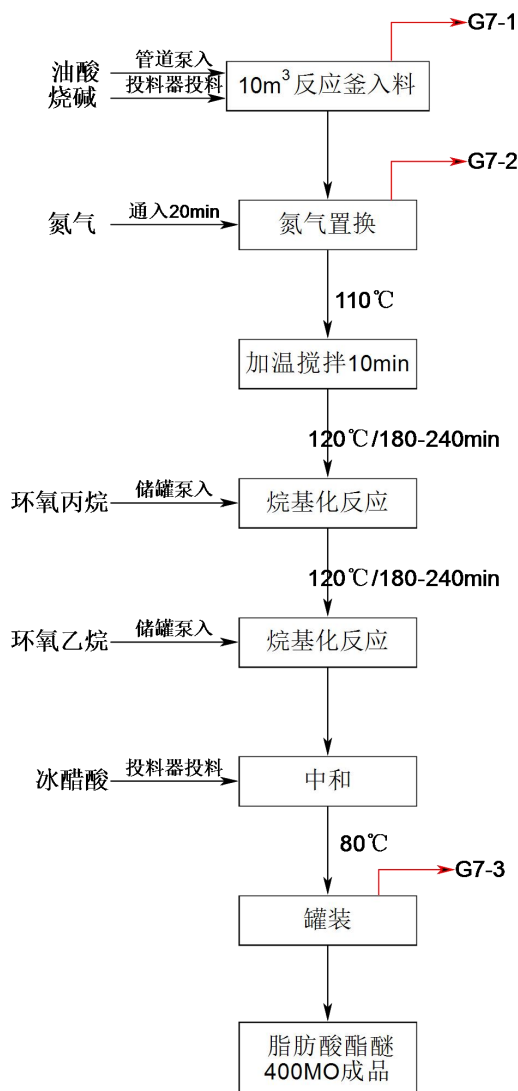 G7-1
管道泵入
油酸
投料器投料
烧碱
10m³反应釜入料
G7-2
通入20min
氮气
氮气置换
110℃
加温搅拌10min
120℃/180-240min
储罐泵入
环氧丙烷
烷基化反应
120℃/180-240min
储罐泵入
环氧乙烷
烷基化反应
投料器投料
冰醋酸
中和
80℃
G7-3
罐装
脂肪酸酯醚
400MO成品